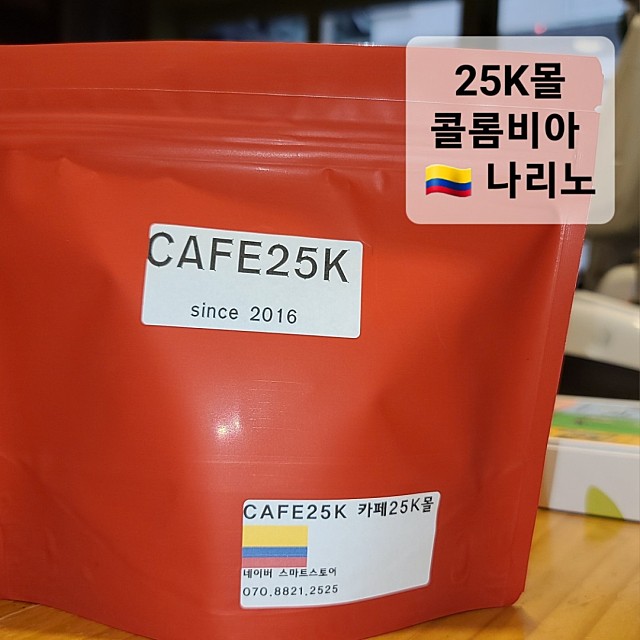 25K몰
콜롬비아
🇨🇴 나리노
CAFE25K
since 2016
CAFE25K 카페25K몰
네이버 스마트스토어
070.8821.2525